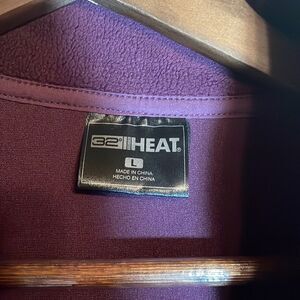 32° HEAT
L
MADE IN CHINA
HECHO EN CHINA